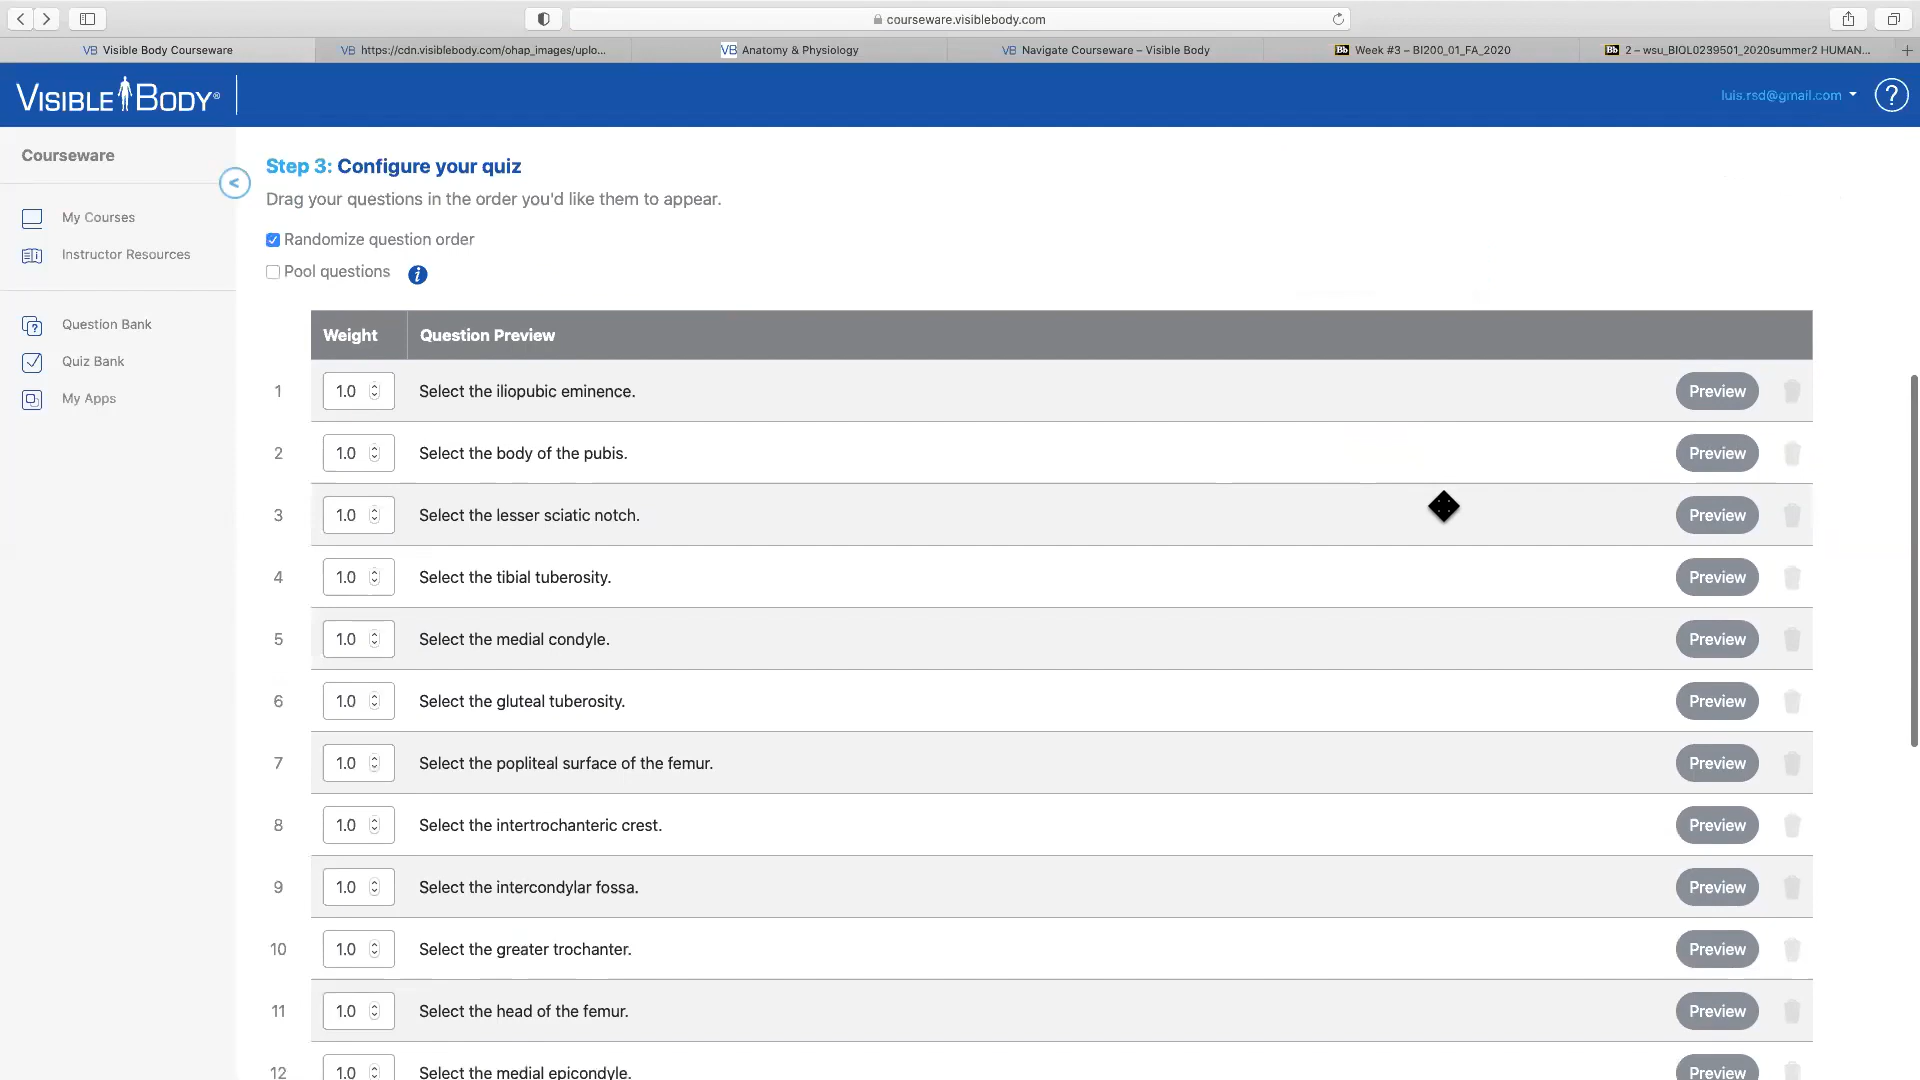 courseware.visiblebody.com
VB Visible Body Courseware
VB https://cdn.visiblebody.com/ohap_images/uplo...
VB Anatomy & Physiology
VB Navigate Courseware – Visible Body
Bb Week #3 – BI200_01_FA_2020
Bb 2 – wsu_BIOL0239501_2020summer2 HUMAN...
VISIBLE BODY®
luis.rsd@gmail.com
?
Courseware
<
My Courses
Instructor Resources
Question Bank
Quiz Bank
My Apps
Step 3: Configure your quiz
Drag your questions in the order you'd like them to appear.
Randomize question order
Pool questions i
Weight Question Preview
1 1.0 Select the iliopubic eminence. Preview
2 1.0 Select the body of the pubis. Preview
3 1.0 Select the lesser sciatic notch. Preview
4 1.0 Select the tibial tuberosity. Preview
5 1.0 Select the medial condyle. Preview
6 1.0 Select the gluteal tuberosity. Preview
7 1.0 Select the popliteal surface of the femur. Preview
8 1.0 Select the intertrochanteric crest. Preview
9 1.0 Select the intercondylar fossa. Preview
10 1.0 Select the greater trochanter. Preview
11 1.0 Select the head of the femur. Preview
12 1.0 Select the medial epicondyle. Preview